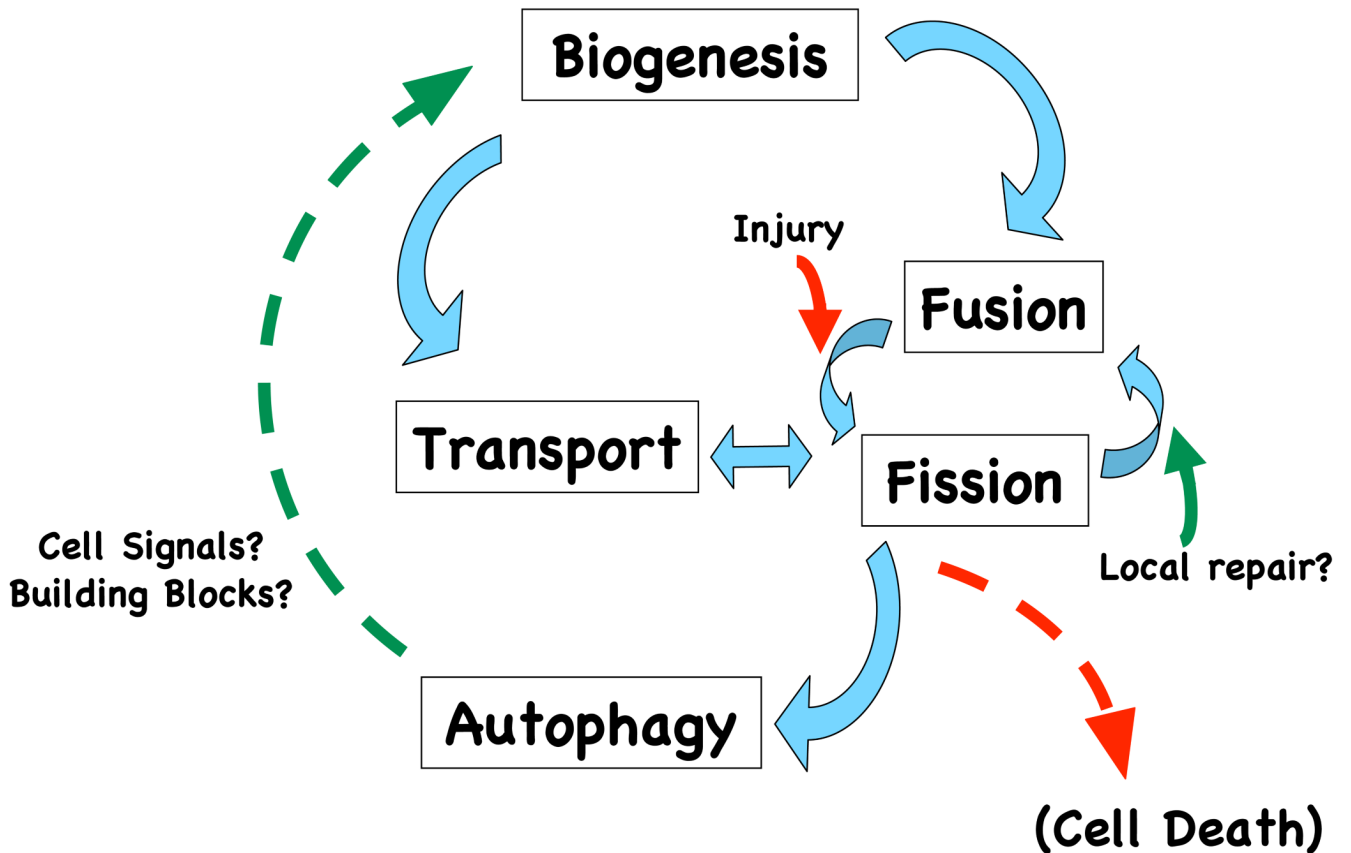 Biogenesis
Injury
Fusion
Transport
Fission
Cell Signals?
Building Blocks?
Local repair?
Autophagy
(Cell Death)